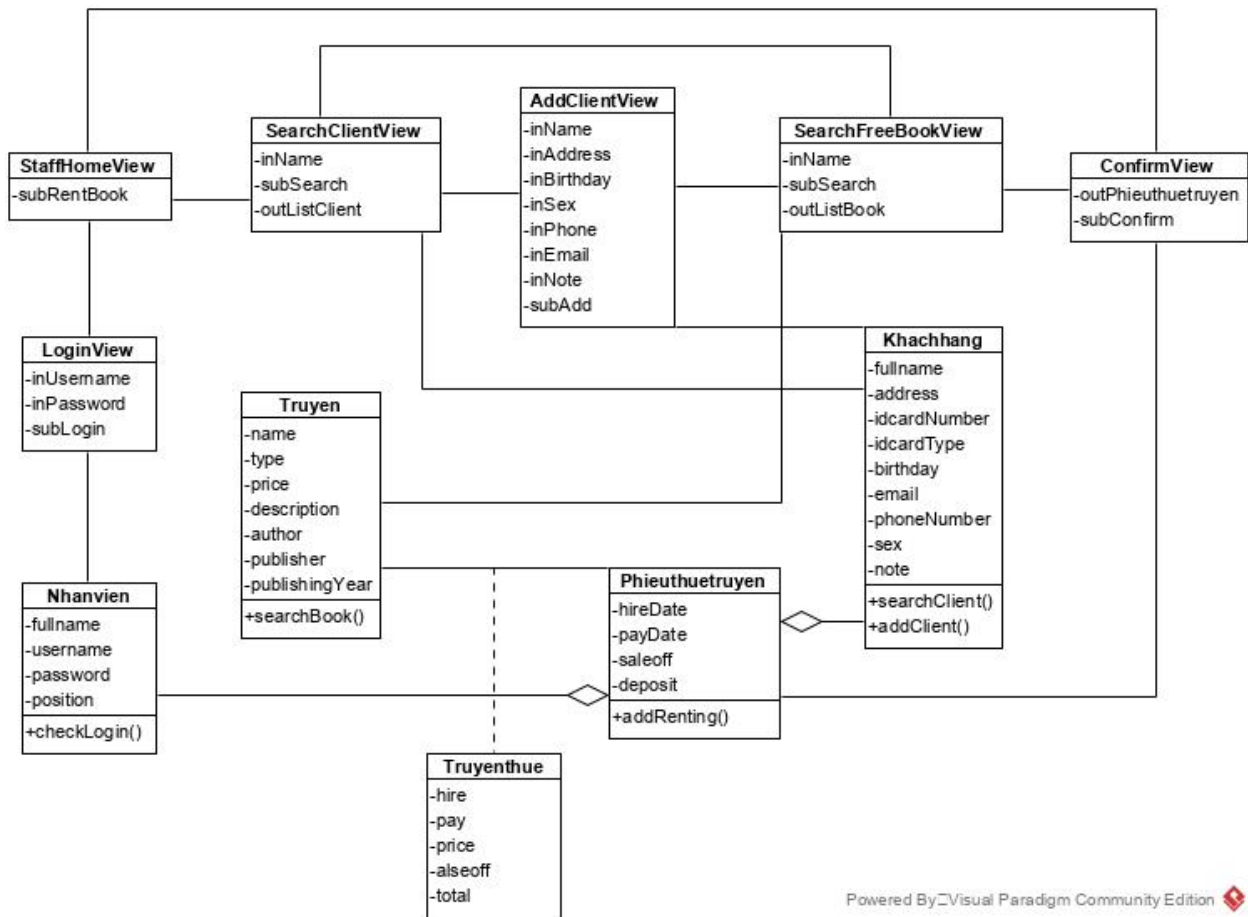 AddClientView
-inName
-inAddress
-inBirthday
-inSex
-inPhone
-inEmail
-inNote
-subAdd
SearchClientView
-inName
-subSearch
-outListClient
SearchFreeBookView
-inName
-subSearch
-outListBook
StaffHomeView
-subRentBook
ConfirmView
-outPhieuthuetruyen
-subConfirm
LoginView
-inUsername
-inPassword
-subLogin
Khachhang
-fullname
-address
-idcardNumber
-idcardType
-birthday
-email
-phoneNumber
-sex
-note
+searchClient()
+addClient()
Truyen
-name
-type
-price
-description
-author
-publisher
-publishingYear
+searchBook()
Nhanvien
-fullname
-username
-password
-position
+checkLogin()
Phieuthuetruyen
-hireDate
-payDate
-saleoff
-deposit
+addRenting()
Truyenthue
-hire
-pay
-price
-alseoff
-total
Powered By□Visual Paradigm Community Edition